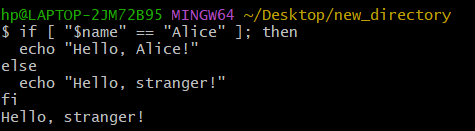 hp@LAPTOP-2JM72B95 MINGW64 ~/Desktop/new_directory
$ if [ "$name" == "Alice" ]; then
  echo "Hello, Alice!"
else
  echo "Hello, stranger!"
fi
Hello, stranger!